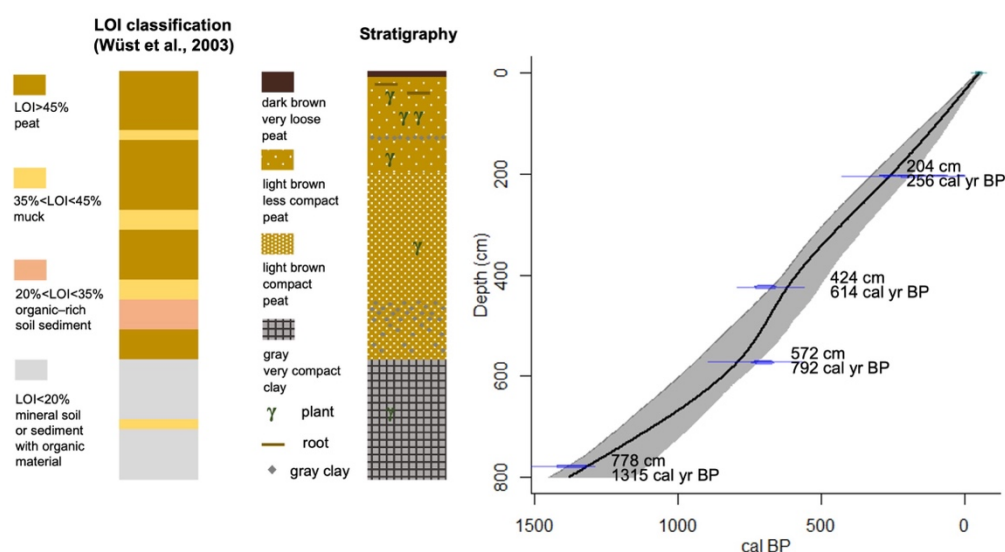 LOI classification
(Wüst et al., 2003)
LOI>45%
peat
35%<LOI<45%
muck
20%<LOI<35%
organic–rich
soil sediment
LOI<20%
mineral soil
or sediment
with organic
material
Stratigraphy
dark brown
very loose
peat
light brown
less compact
peat
light brown
compact
peat
gray
very compact
clay
γ plant
root
gray clay
Depth (cm)
0
200
400
600
800
204 cm
256 cal yr BP
424 cm
614 cal yr BP
572 cm
792 cal yr BP
778 cm
1315 cal yr BP
1500 1000 500 0
cal BP